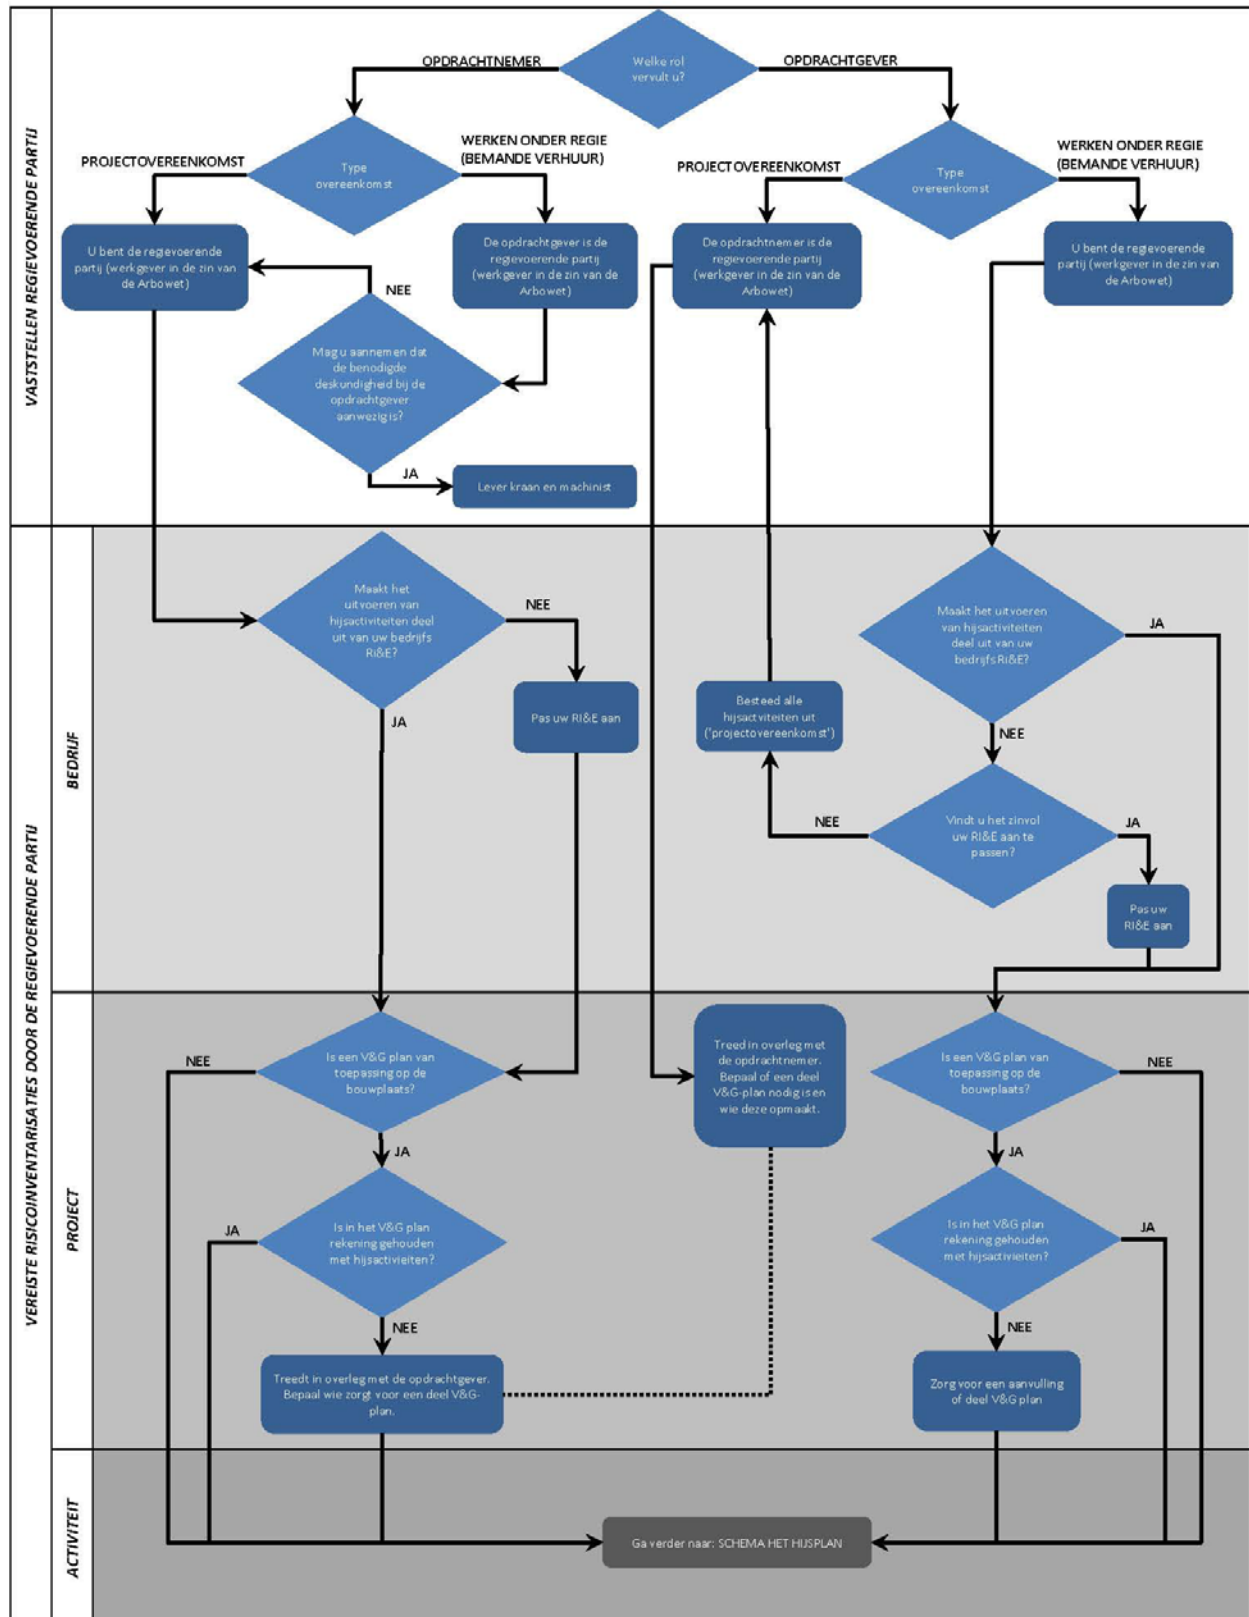 VASTSTELLEN REGIEVOERENDE PARTIJ
Welke rol
vervult u?
OPDRACHTNEMER
OPDRACHTGEVER
Type
overeenkomst
PROJECTOVEREENKOMST
WERKEN ONDER REGIE
(BEMANDE VERHUUR)
U bent de regievoerende
partij (werkgever in de zin van
de Arbowet)
De opdrachtgever is de
regievoerende partij
(werkgever in de zin van de
Arbowet)
NEE
Mag u aannemen dat
de benodigde
deskundigheid bij de
opdrachtgever
aanwezig is?
JA
Lever kraan en machinist
Type
overeenkomst
PROJECTOVEREENKOMST
WERKEN ONDER REGIE
(BEMANDE VERHUUR)
De opdrachtnemer is de
regievoerende partij
(werkgever in de zin van de
Arbowet)
U bent de regievoerende
partij (werkgever in de zin van
de Arbowet)
VEREISTE RISICOINVENTARISATIES DOOR DE REGIEVOERENDE PARTIJ
BEDRIJF
Maakt het
uitvoeren van
hijsactiviteiten deel
uit van uw bedrijfs
RI&E?
NEE
Pas uw RI&E aan
JA
Maakt het uitvoeren
van hijsactiviteiten
deel uit van uw
bedrijfs RI&E?
JA
NEE
Besteed alle
hijsactviteiten uit
('projectovereenkomst')
Vindt u het zinvol
uw RI&E aan te
passen?
NEE
JA
Pas uw
RI&E aan
PROJECT
Is een V&G plan van
toepassing op de
bouwplaats?
NEE
JA
Is in het V&G plan
rekening gehouden
met hijsactivieiten?
JA
NEE
Treedt in overleg met de opdrachtgever.
Bepaal wie zorgt voor een deel V&G-
plan.
Treed in overleg met
de opdrachtnemer.
Bepaal of een deel
V&G-plan nodig is en
wie deze opmaakt.
Is een V&G plan van
toepassing op de
bouwplaats?
NEE
JA
Is in het V&G plan
rekening gehouden
met hijsactivieiten?
JA
NEE
Zorg voor een aanvulling
of deel V&G plan
ACTIVITEIT
Ga verder naar: SCHEMA HET HIJSPLAN